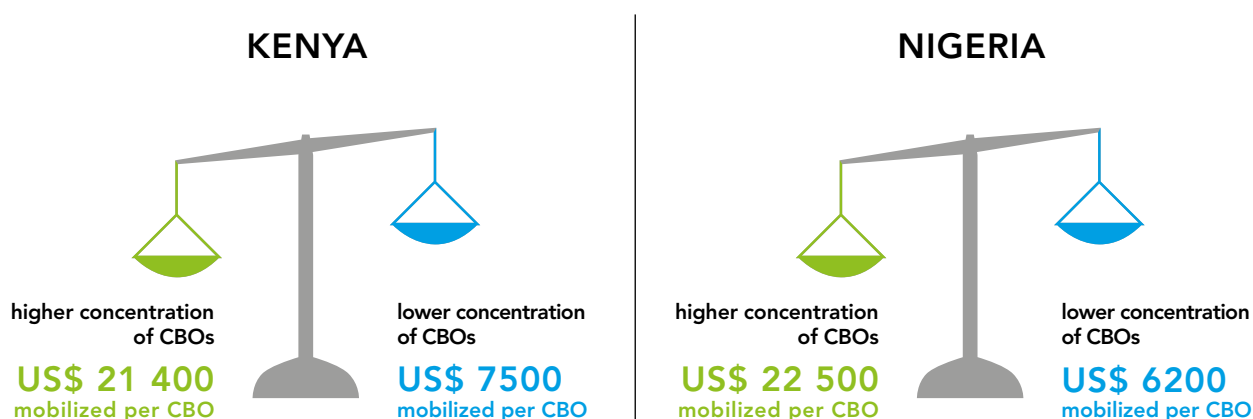 KENYA
higher concentration
of CBOs
US$ 21 400
mobilized per CBO
lower concentration
of CBOs
US$ 7500
mobilized per CBO
NIGERIA
higher concentration
of CBOs
US$ 22 500
mobilized per CBO
lower concentration
of CBOs
US$ 6200
mobilized per CBO